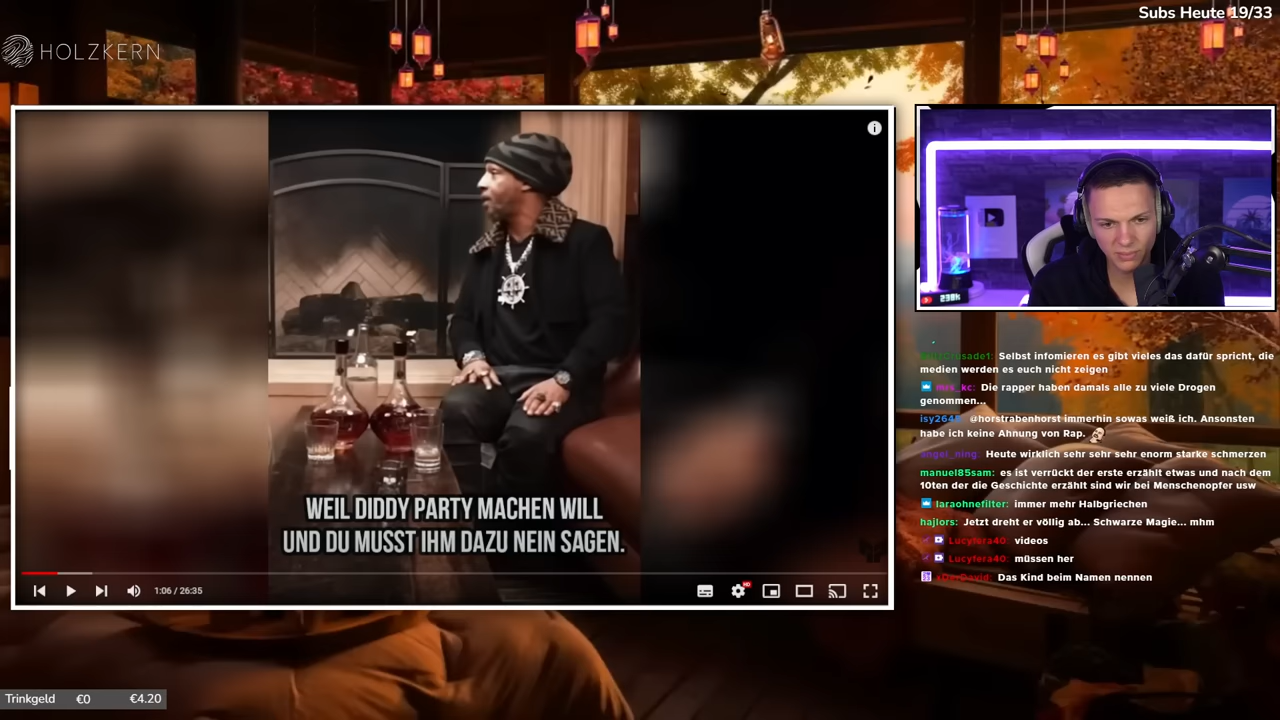 Subs Heute 19/33
HOLZKERN
WEIL DIDDY PARTY MACHEN WILL
UND DU MUSST IHM DAZU NEIN SAGEN.
HD
1:06 / 26:35
238k
Selbst infomieren es gibt vieles das dafür spricht, die
medien werden es euch nicht zeigen
mrs_kc: Die rapper haben damals alle zu viele Drogen
genommen...
@horstrabenhorst immerhin sowas weiß ich. Ansonsten
habe ich keine Ahnung von Rap.
angel_ning: Heute wirklich sehr sehr sehr enorm starke schmerzen
manuel85sam: es ist verrückt der erste erzählt etwas und nach dem
10ten der die Geschichte erzählt sind wir bei Menschenopfer usw
laraohnefilter: immer mehr Halbgriechen
hajlors: Jetzt dreht er völlig ab... Schwarze Magie... mhm
Lucyfera40: videos
Lucyfera40: müssen her
Das Kind beim Namen nennen
Trinkgeld €0 €4.20